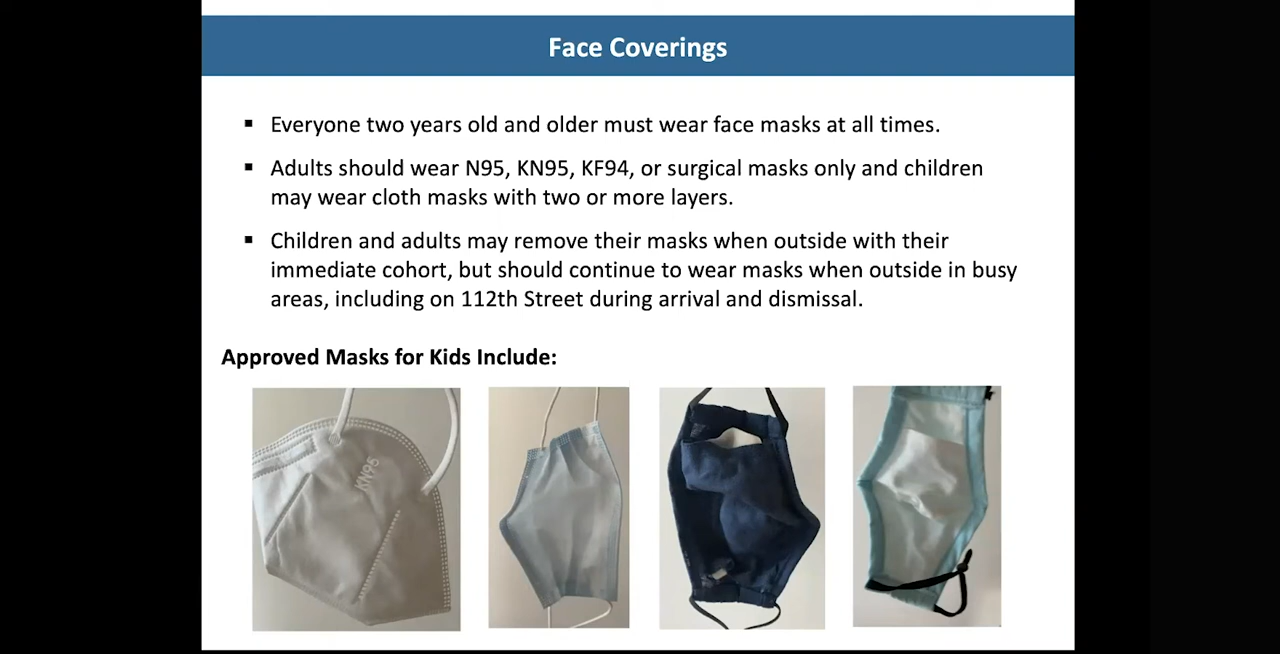 Face Coverings
▪ Everyone two years old and older must wear face masks at all times.
▪ Adults should wear N95, KN95, KF94, or surgical masks only and children
may wear cloth masks with two or more layers.
▪ Children and adults may remove their masks when outside with their
immediate cohort, but should continue to wear masks when outside in busy
areas, including on 112th Street during arrival and dismissal.
Approved Masks for Kids Include:
KN95